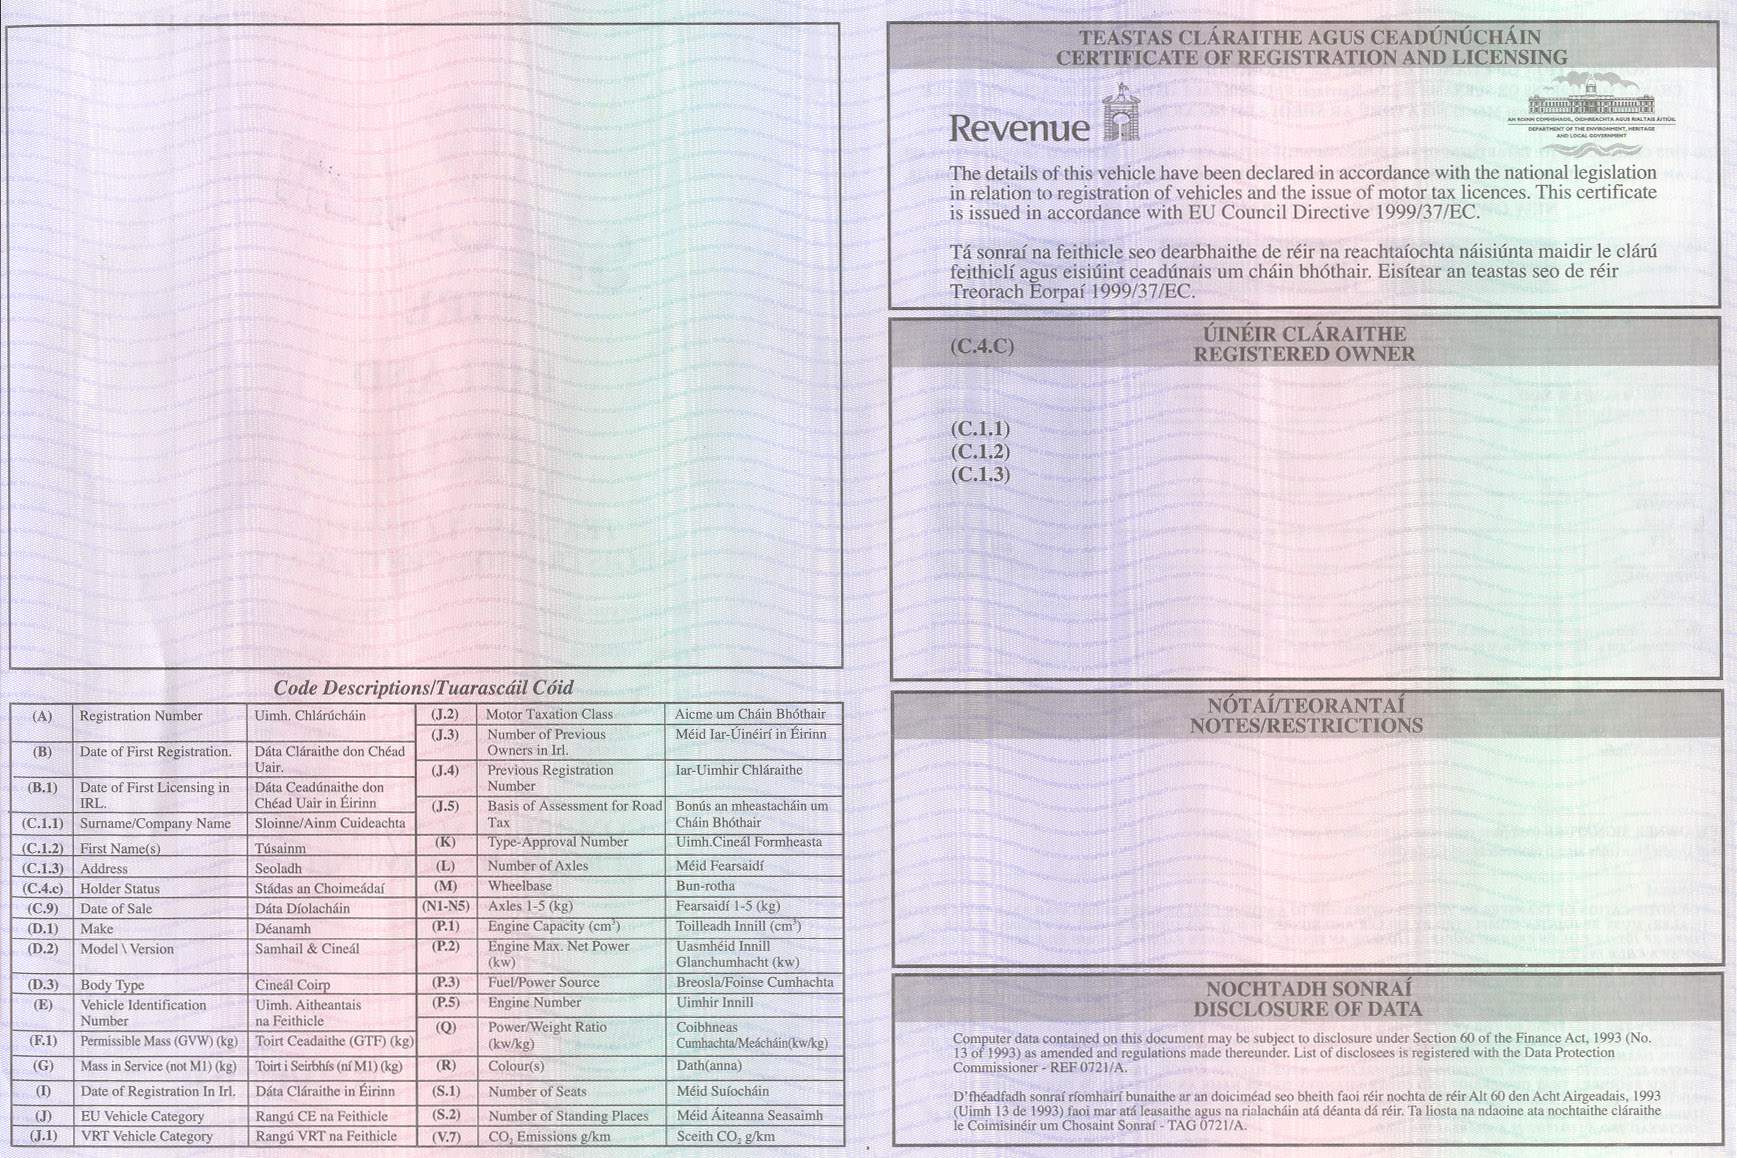 Code Descriptions/Tuarascáil Cóid
(A) Registration Number Uimh. Chlárúcháin
(B) Date of First Registration. Dáta Cláraithe don Chéad
Uair.
(B.1) Date of First Licensing in Dáta Ceadúnaithe don
IRL. Chéad Uair in Éirinn
(C.1.1) Surname/Company Name Sloinne/Ainm Cuideachta
(C.1.2) First Name(s) Túsainm
(C.1.3) Address Seoladh
(C.4.c) Holder Status Stádas an Choimeádaí
(C.9) Date of Sale Dáta Díolacháin
(D.1) Make Déanamh
(D.2) Model \ Version Samhail & Cineál
(D.3) Body Type Cineál Coirp
(E) Vehicle Identification Uimh. Aitheantais
Number na Feithicle
(F.1) Permissible Mass (GVW) (kg) Toirt Ceadaithe (GTF) (kg)
(G) Mass in Service (not M1) (kg) Toirt i Seirbhís (ní M1) (kg)
(I) Date of Registration In Irl. Dáta Cláraithe in Éirinn
(J) EU Vehicle Category Rangú CE na Feithicle
(J.1) VRT Vehicle Category Rangú VRT na Feithicle
(J.2) Motor Taxation Class Aicme um Cháin Bhóthair
(J.3) Number of Previous Méid Iar-Úinéirí in Éirinn
Owners in Irl.
(J.4) Previous Registration Iar-Uimhir Chláraithe
Number
(J.5) Basis of Assessment for Road Bonús an mheastacháin um
Tax Cháin Bhóthair
(K) Type-Approval Number Uimh.Cineál Formheasta
(L) Number of Axles Méid Fearsaidí
(M) Wheelbase Bun-rotha
(N1-N5) Axles 1-5 (kg) Fearsaidí 1-5 (kg)
(P.1) Engine Capacity (cm³) Toilleadh Innill (cm³)
(P.2) Engine Max. Net Power Uasmhéid Innill
(kw) Glanchumhacht (kw)
(P.3) Fuel/Power Source Breosla/Foinse Cumhachta
(P.5) Engine Number Uimhir Innill
(Q) Power/Weight Ratio Coibhneas
(kw/kg) Cumhachta/Meácháin(kw/kg)
(R) Colour(s) Dath(anna)
(S.1) Number of Seats Méid Suíocháin
(S.2) Number of Standing Places Méid Áiteanna Seasaimh
(V.7) CO₂ Emissions g/km Sceith CO₂ g/km
TEASTAS CLÁRAITHE AGUS CEADÚNÚCHÁIN
CERTIFICATE OF REGISTRATION AND LICENSING
Revenue
AN ROINN COMHSHAOIL, OIDHREACHTA AGUS RIALTAIS ÁITIÚIL
DEPARTMENT OF THE ENVIRONMENT, HERITAGE
AND LOCAL GOVERNMENT
The details of this vehicle have been declared in accordance with the national legislation
in relation to registration of vehicles and the issue of motor tax licences. This certificate
is issued in accordance with EU Council Directive 1999/37/EC.
Tá sonraí na feithicle seo dearbhaithe de réir na reachtaíochta náisiúnta maidir le clárú
feithiclí agus eisiúint ceadúnais um cháin bhóthair. Eisítear an teastas seo de réir
Treorach Eorpaí 1999/37/EC.
(C.4.C) ÚINÉIR CLÁRAITHE
REGISTERED OWNER
(C.1.1)
(C.1.2)
(C.1.3)
NÓTAÍ/TEORANTAÍ
NOTES/RESTRICTIONS
NOCHTADH SONRAÍ
DISCLOSURE OF DATA
Computer data contained on this document may be subject to disclosure under Section 60 of the Finance Act, 1993 (No.
13 of 1993) as amended and regulations made thereunder. List of disclosees is registered with the Data Protection
Commissioner - REF 0721/A.
D'fhéadfadh sonraí ríomhairí bunaithe ar an doiciméad seo bheith faoi réir nochta de réir Alt 60 den Acht Airgeadais, 1993
(Uimh 13 de 1993) faoi mar atá leasaithe agus na rialacháin atá déanta dá réir. Ta liosta na ndaoine ata nochtaithe cláraithe
le Coimisinéir um Chosaint Sonraí - TAG 0721/A.